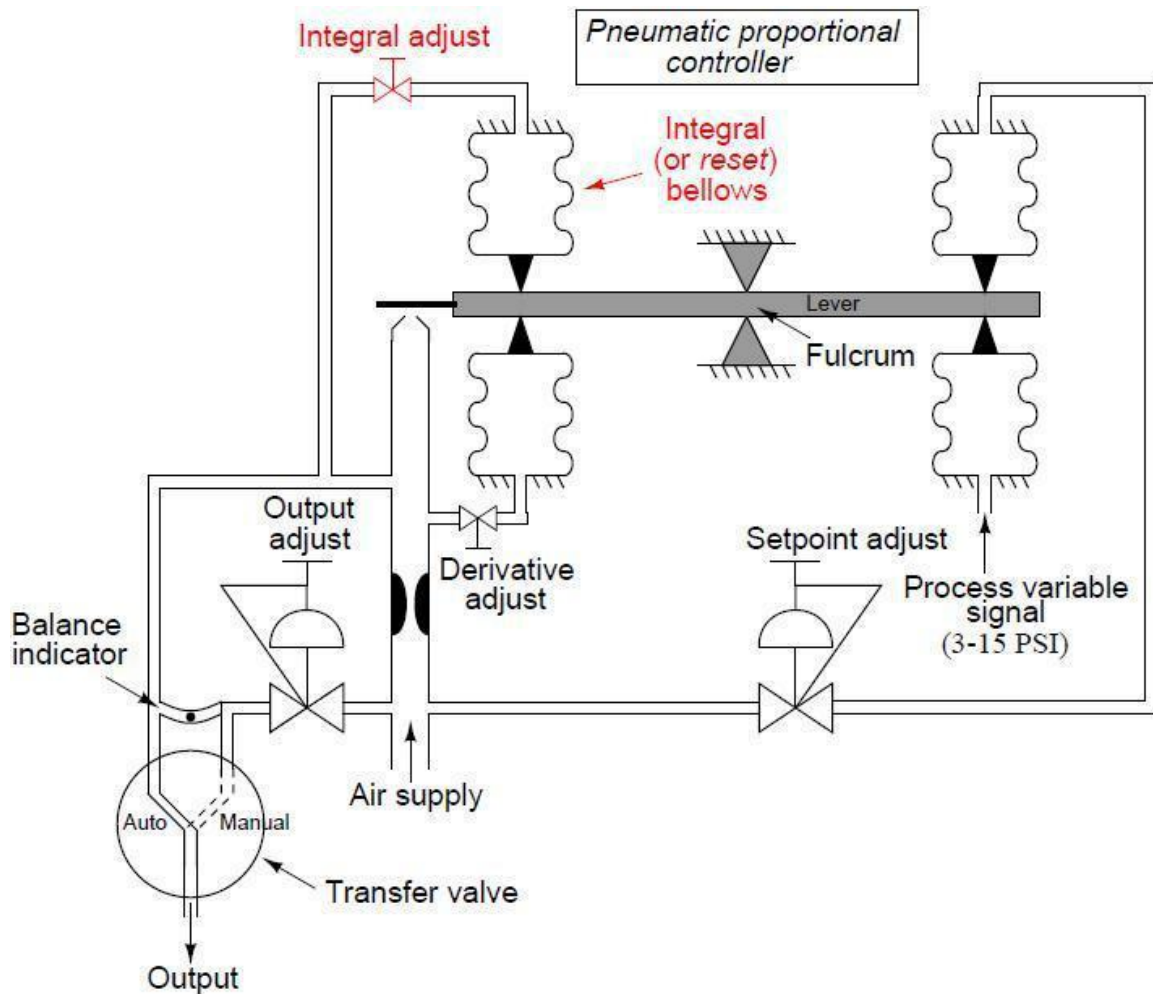 Integral adjust
Pneumatic proportional
controller
Integral
(or reset)
bellows
Lever
Fulcrum
Output
adjust
Derivative
adjust
Setpoint adjust
Process variable
signal
(3-15 PSI)
Balance
indicator
Air supply
Auto
Manual
Transfer valve
Output